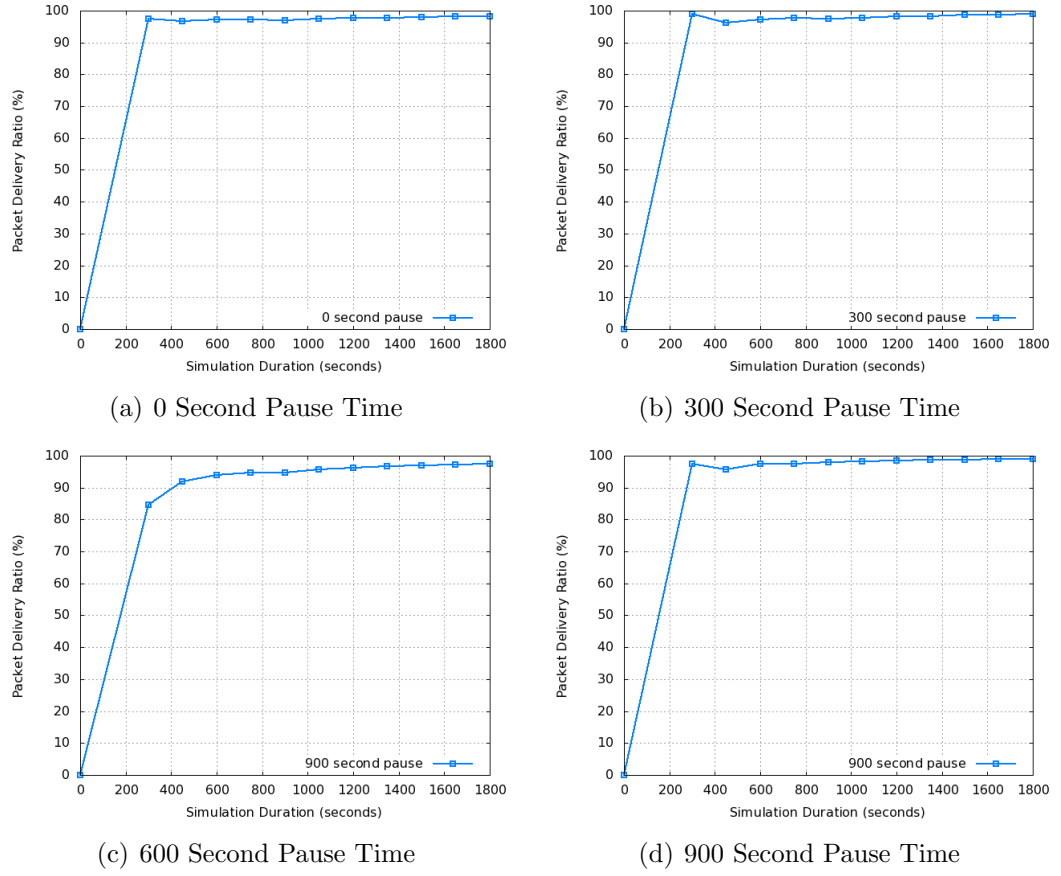 100
90
80
70
60
50
40
30
20
10
0
Packet Delivery Ratio (%)
0 second pause
0 200 400 600 800 1000 1200 1400 1600 1800
Simulation Duration (seconds)
(a) 0 Second Pause Time
100
90
80
70
60
50
40
30
20
10
0
Packet Delivery Ratio (%)
300 second pause
0 200 400 600 800 1000 1200 1400 1600 1800
Simulation Duration (seconds)
(b) 300 Second Pause Time
100
90
80
70
60
50
40
30
20
10
0
Packet Delivery Ratio (%)
900 second pause
0 200 400 600 800 1000 1200 1400 1600 1800
Simulation Duration (seconds)
(c) 600 Second Pause Time
100
90
80
70
60
50
40
30
20
10
0
Packet Delivery Ratio (%)
900 second pause
0 200 400 600 800 1000 1200 1400 1600 1800
Simulation Duration (seconds)
(d) 900 Second Pause Time